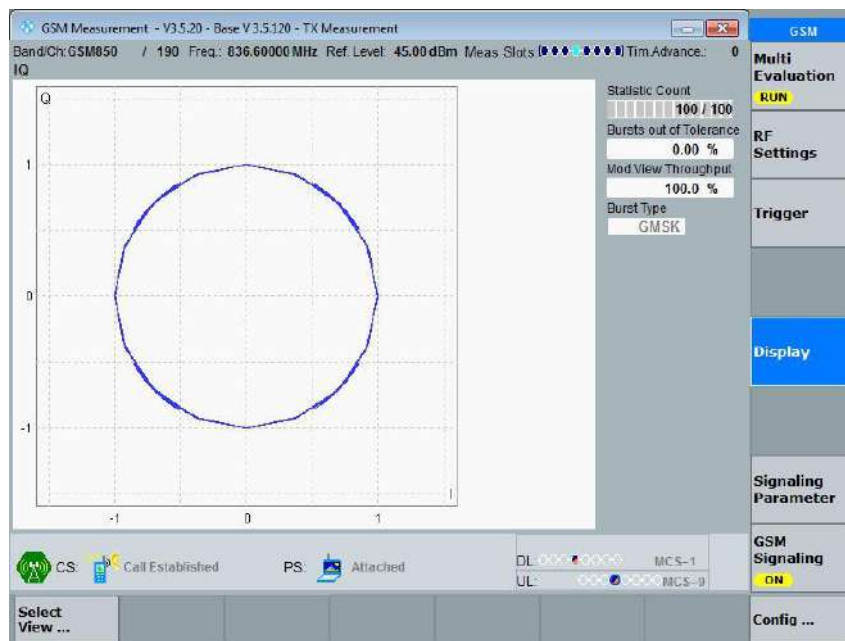 GSM Measurement - V3.5.20 - Base V 3.5.120 - TX Measurement
GSM
Band/Ch: GSM850 / 190 Freq.: 836.60000 MHz Ref. Level: 45.00 dBm Meas Slots Tim.Advance.: 0
IQ
Multi
Evaluation
RUN
Q
Statistic Count
100 / 100
Bursts out of Tolerance
0.00 %
Mod.View Throughput
100.0 %
Burst Type
GMSK
RF
Settings
Trigger
Display
1
0
-1
I
-1 0 1
Signaling
Parameter
CS: Call Established PS: Attached
DL: MCS-1
UL: MCS-9
GSM
Signaling
ON
Select
View ...
Config ...